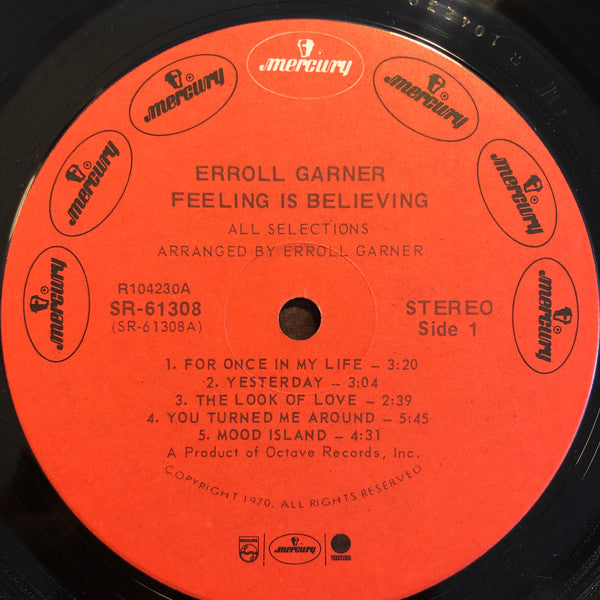 mercury
mercury
mercury
mercury
mercury
mercury
mercury
ERROLL GARNER
FEELING IS BELIEVING
ALL SELECTIONS
ARRANGED BY ERROLL GARNER
R104230A
SR-61308
(SR-61308A)
STEREO
Side 1
1. FOR ONCE IN MY LIFE – 3:20
2. YESTERDAY – 3:04
3. THE LOOK OF LOVE – 2:39
4. YOU TURNED ME AROUND – 5:45
5. MOOD ISLAND – 4:31
A Product of Octave Records, Inc.
COPYRIGHT 1970, ALL RIGHTS RESERVED
PHILIPS
mercury